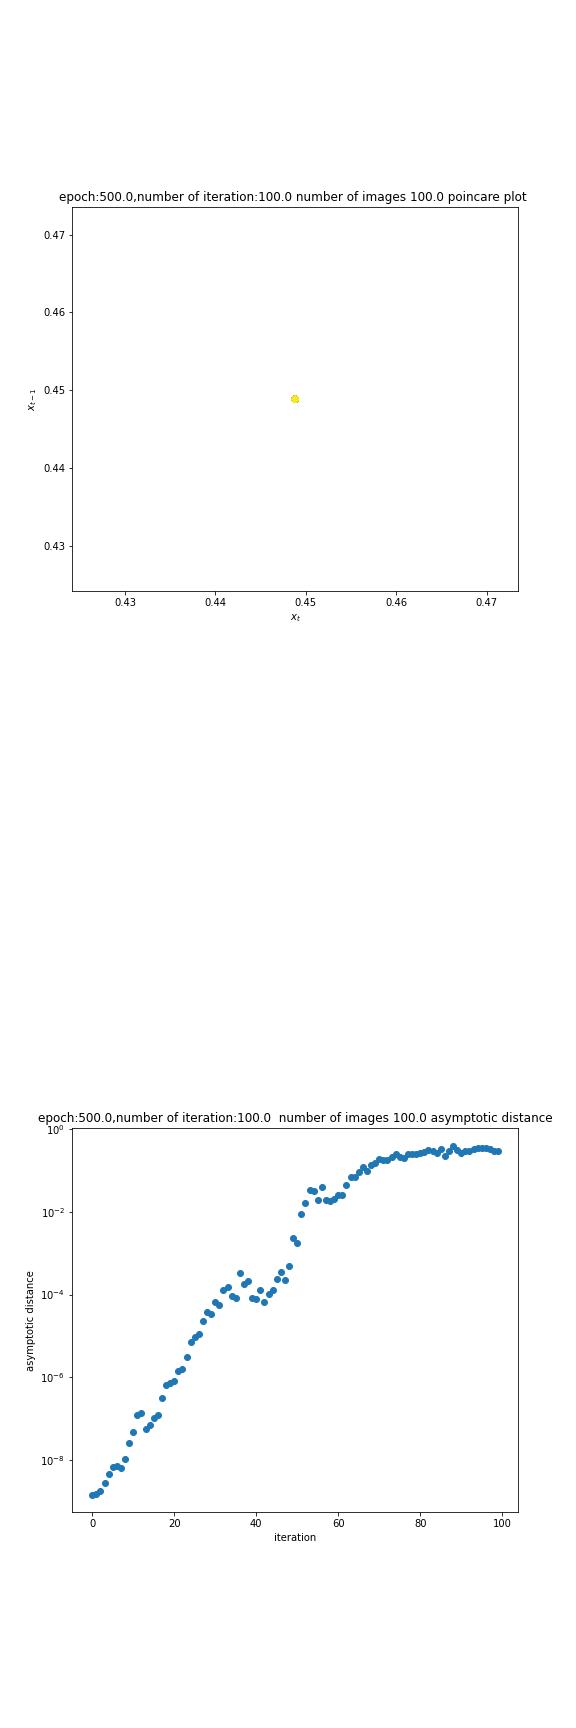 epoch:500.0,number of iteration:100.0 number of images 100.0 poincare plot
0.47
0.46
0.45
0.44
0.43
x_{t-1}
0.43 0.44 0.45 0.46 0.47
x_t
epoch:500.0,number of iteration:100.0  number of images 100.0 asymptotic distance
10^0
10^{-2}
10^{-4}
10^{-6}
10^{-8}
asymptotic distance
0 20 40 60 80 100
iteration